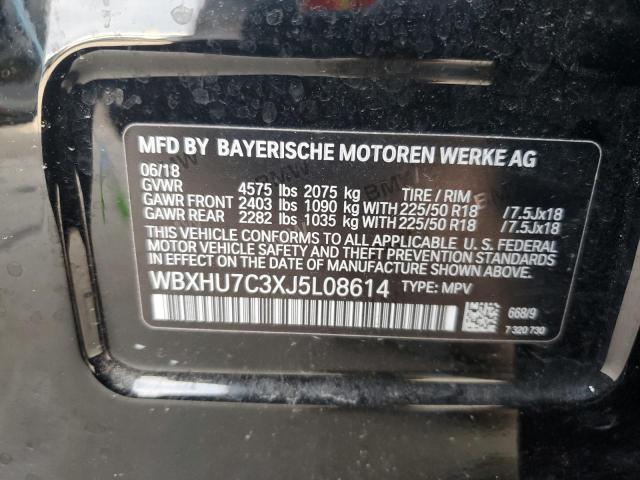 MFD BY BAYERISCHE MOTOREN WERKE AG
06/18
GVWR 4575 lbs 2075 kg TIRE / RIM
GAWR FRONT 2403 lbs 1090 kg WITH 225/50 R18 /7.5Jx18
GAWR REAR 2282 lbs 1035 kg WITH 225/50 R18 /7.5Jx18
THIS VEHICLE CONFORMS TO ALL APPLICABLE U. S. FEDERAL
MOTOR VEHICLE SAFETY AND THEFT PREVENTION STANDARDS
IN EFFECT ON THE DATE OF MANUFACTURE SHOWN ABOVE.
WBXHU7C3XJ5L08614 TYPE: MPV
668/9
7 320 730